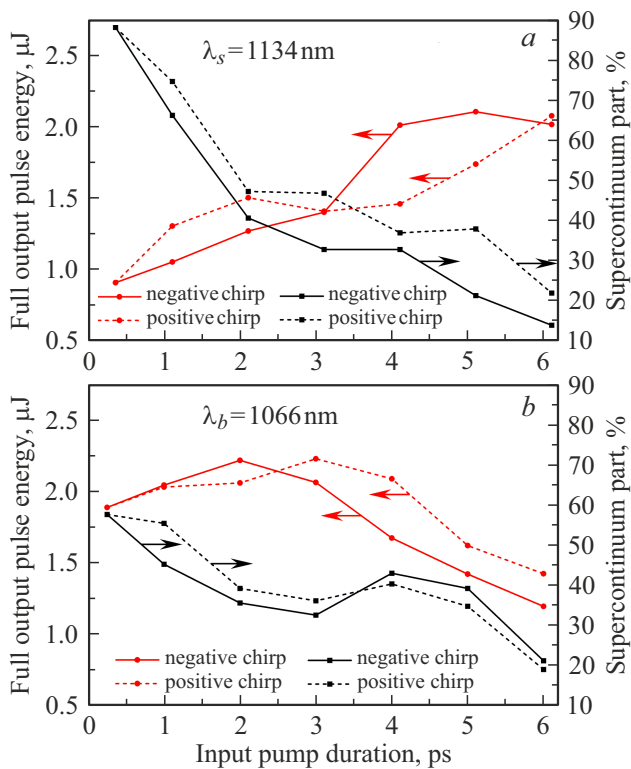 a
λs=1134nm
Full output pulse energy, μJ
2.5
2.0
1.5
1.0
0.5
90
80
70
60
50
40
30
20
10
Supercontinuum part, %
negative chirp negative chirp
positive chirp positive chirp
0 1 2 3 4 5 6
b
λb=1066nm
Full output pulse energy, μJ
2.5
2.0
1.5
1.0
0.5
90
80
70
60
50
40
30
20
10
Supercontinuum part, %
negative chirp negative chirp
positive chirp positive chirp
0 1 2 3 4 5 6
Input pump duration, ps